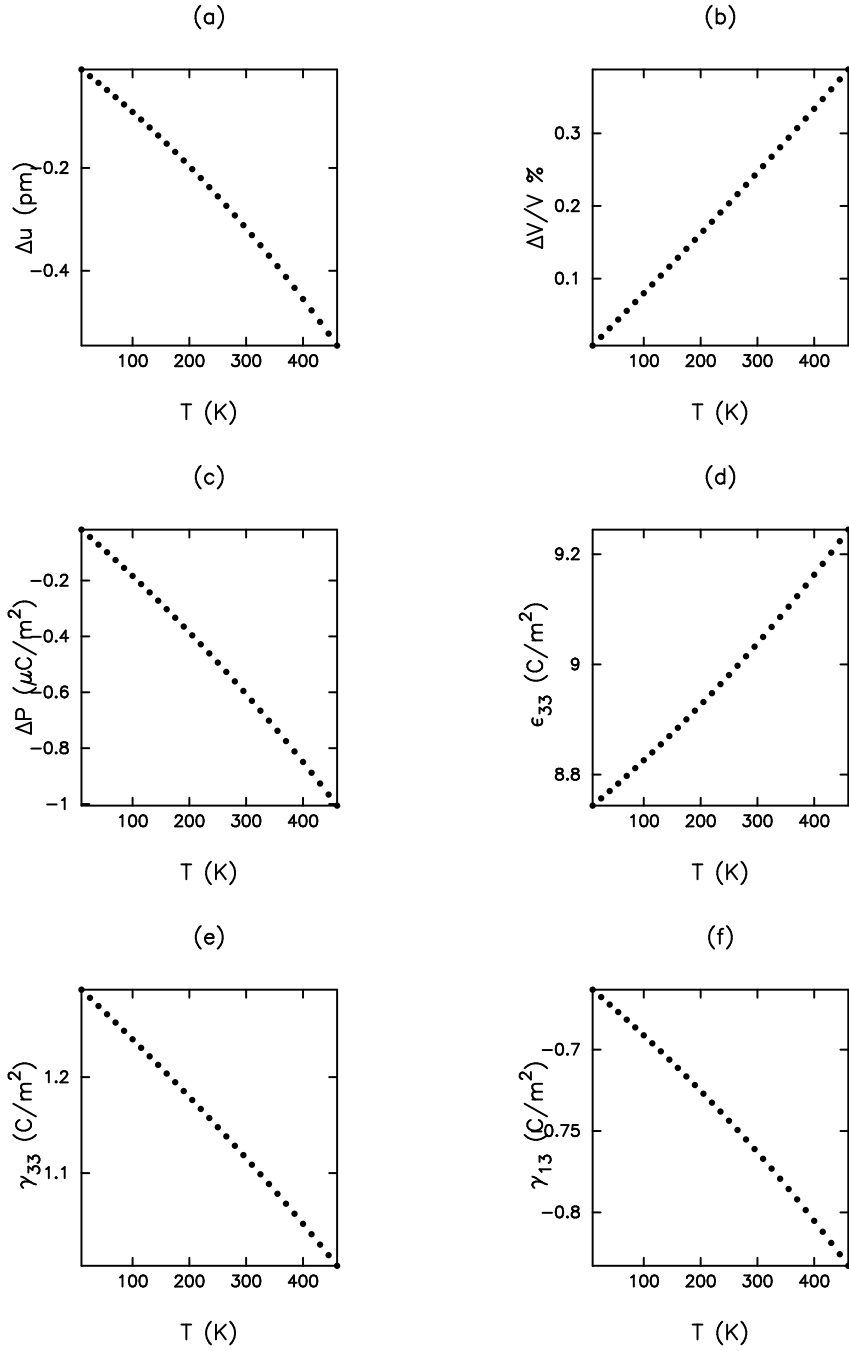 (a)
Δu (pm)
−0.2
−0.4
100 200 300 400
T (K)
(b)
ΔV/V %
0.3
0.2
0.1
100 200 300 400
T (K)
(c)
ΔP (μC/m²)
−0.2
−0.4
−0.6
−0.8
−1
100 200 300 400
T (K)
(d)
ϵ₃₃ (C/m²)
9.2
9
8.8
100 200 300 400
T (K)
(e)
γ₃₃ (C/m²)
1.2
1.1
100 200 300 400
T (K)
(f)
γ₁₃ (C/m²)
−0.7
−0.75
−0.8
100 200 300 400
T (K)